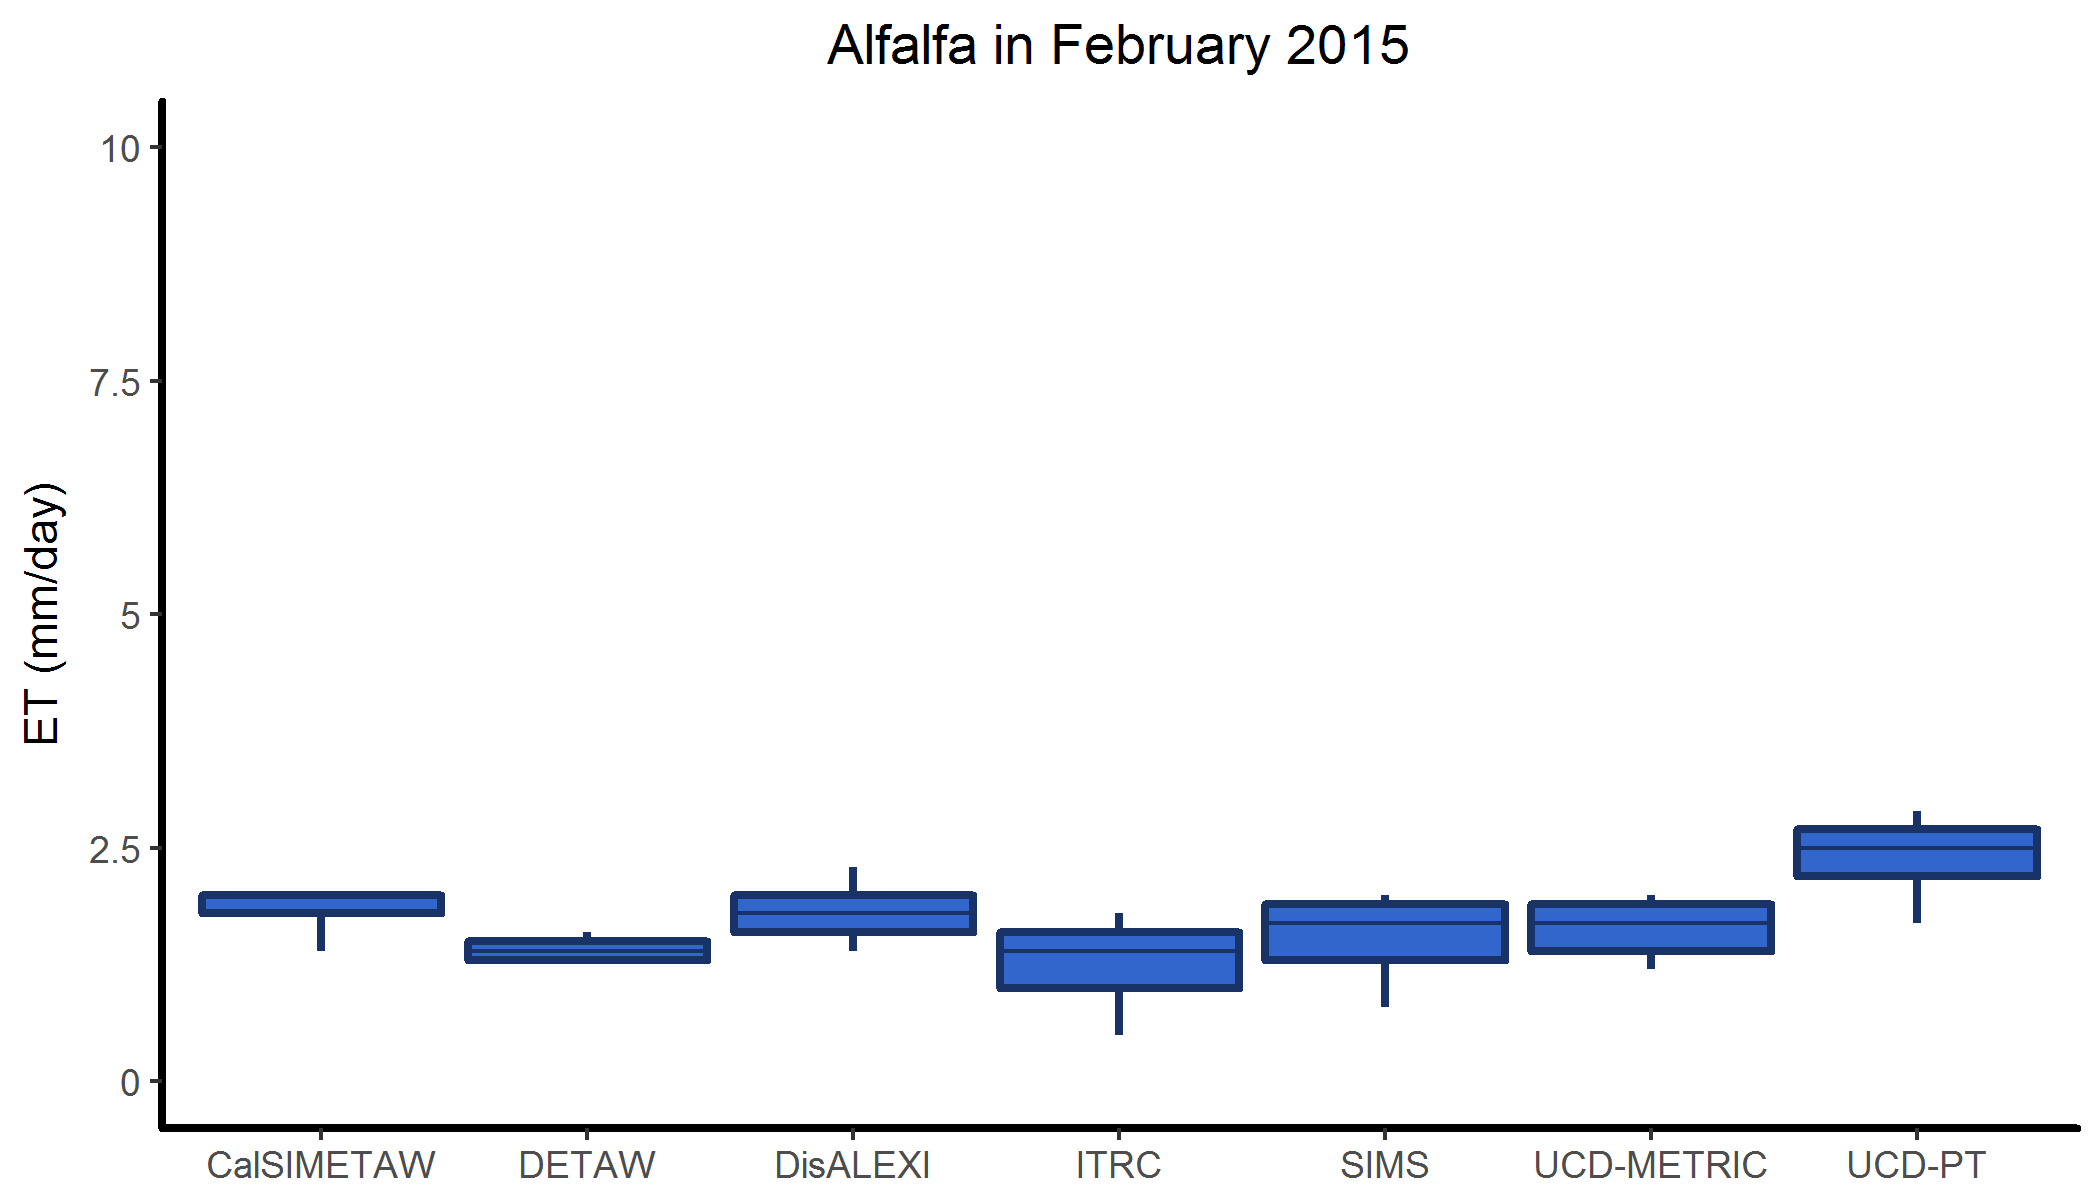 Alfalfa in February 2015
ET (mm/day)
10
7.5
5
2.5
0
CalSIMETAW DETAW DisALEXI ITRC SIMS UCD-METRIC UCD-PT